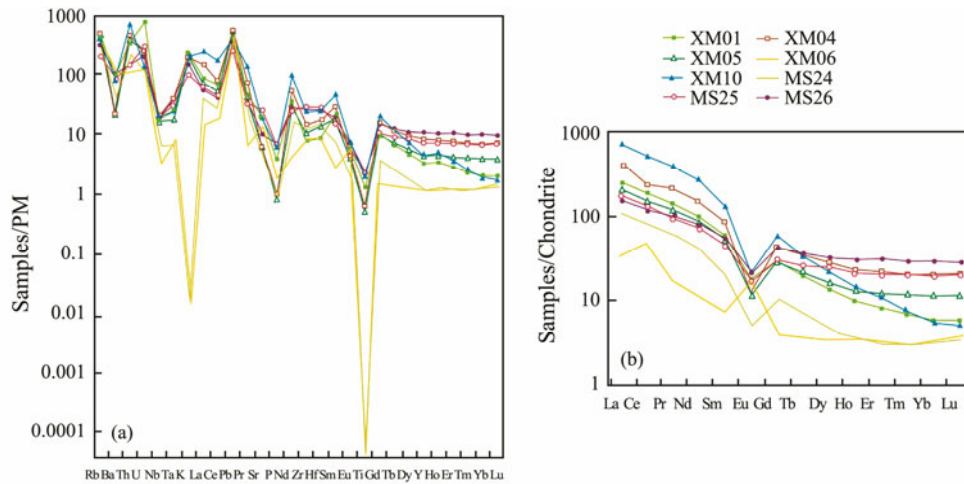 1000
100
10
1
0.1
0.01
0.001
0.0001
Samples/PM
(a)
Rb Ba Th U Nb Ta K La Ce Pb Pr Sr P Nd Zr Hf Sm Eu Ti Gd Tb Dy Y Ho Er Tm Yb Lu
XM01 XM04
XM05 XM06
XM10 MS24
MS25 MS26
1000
100
10
1
Samples/Chondrite
(b)
La Ce Pr Nd Sm Eu Gd Tb Dy Ho Er Tm Yb Lu